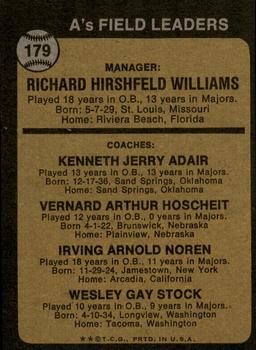 179
A's FIELD LEADERS
MANAGER:
RICHARD HIRSHFELD WILLIAMS
Played 18 years in O.B., 13 years in Majors.
Born: 5-7-29, St. Louis, Missouri
Home: Riviera Beach, Florida
COACHES:
KENNETH JERRY ADAIR
Played 13 years in O.B., 13 years in Majors.
Born: 12-17-36, Sand Springs, Oklahoma
Home: Sand Springs, Oklahoma
VERNARD ARTHUR HOSCHEIT
Played 12 years in O.B., 0 years in Majors.
Born: 4-1-22, Brunswick, Nebraska
Home: Plainview, Nebraska
IRVING ARNOLD NOREN
Played 18 years in O.B., 11 years in Majors.
Born: 11-29-24, Jamestown, New York
Home: Arcadia, California
WESLEY GAY STOCK
Played 10 years in O.B., 9 years in Majors.
Born: 4-10-34, Longview, Washington
Home: Tacoma, Washington
★★©T.C.G., PRTD. IN U.S.A.